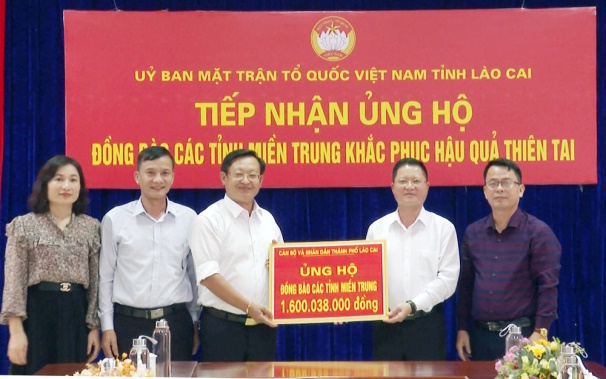 UỶ BAN MẶT TRẬN TỔ QUỐC VIỆT NAM TỈNH LÀO CAI
TIẾP NHẬN ỦNG HỘ
ĐỒNG BÀO CÁC TỈNH MIỀN TRUNG KHẮC PHỤC HẬU QUẢ THIÊN TAI
CÁN BỘ VÀ NHÂN DÂN THÀNH PHỐ LÀO CAI
ỦNG HỘ
ĐỒNG BÀO CÁC TỈNH MIỀN TRUNG
1.600.038.000 đồng